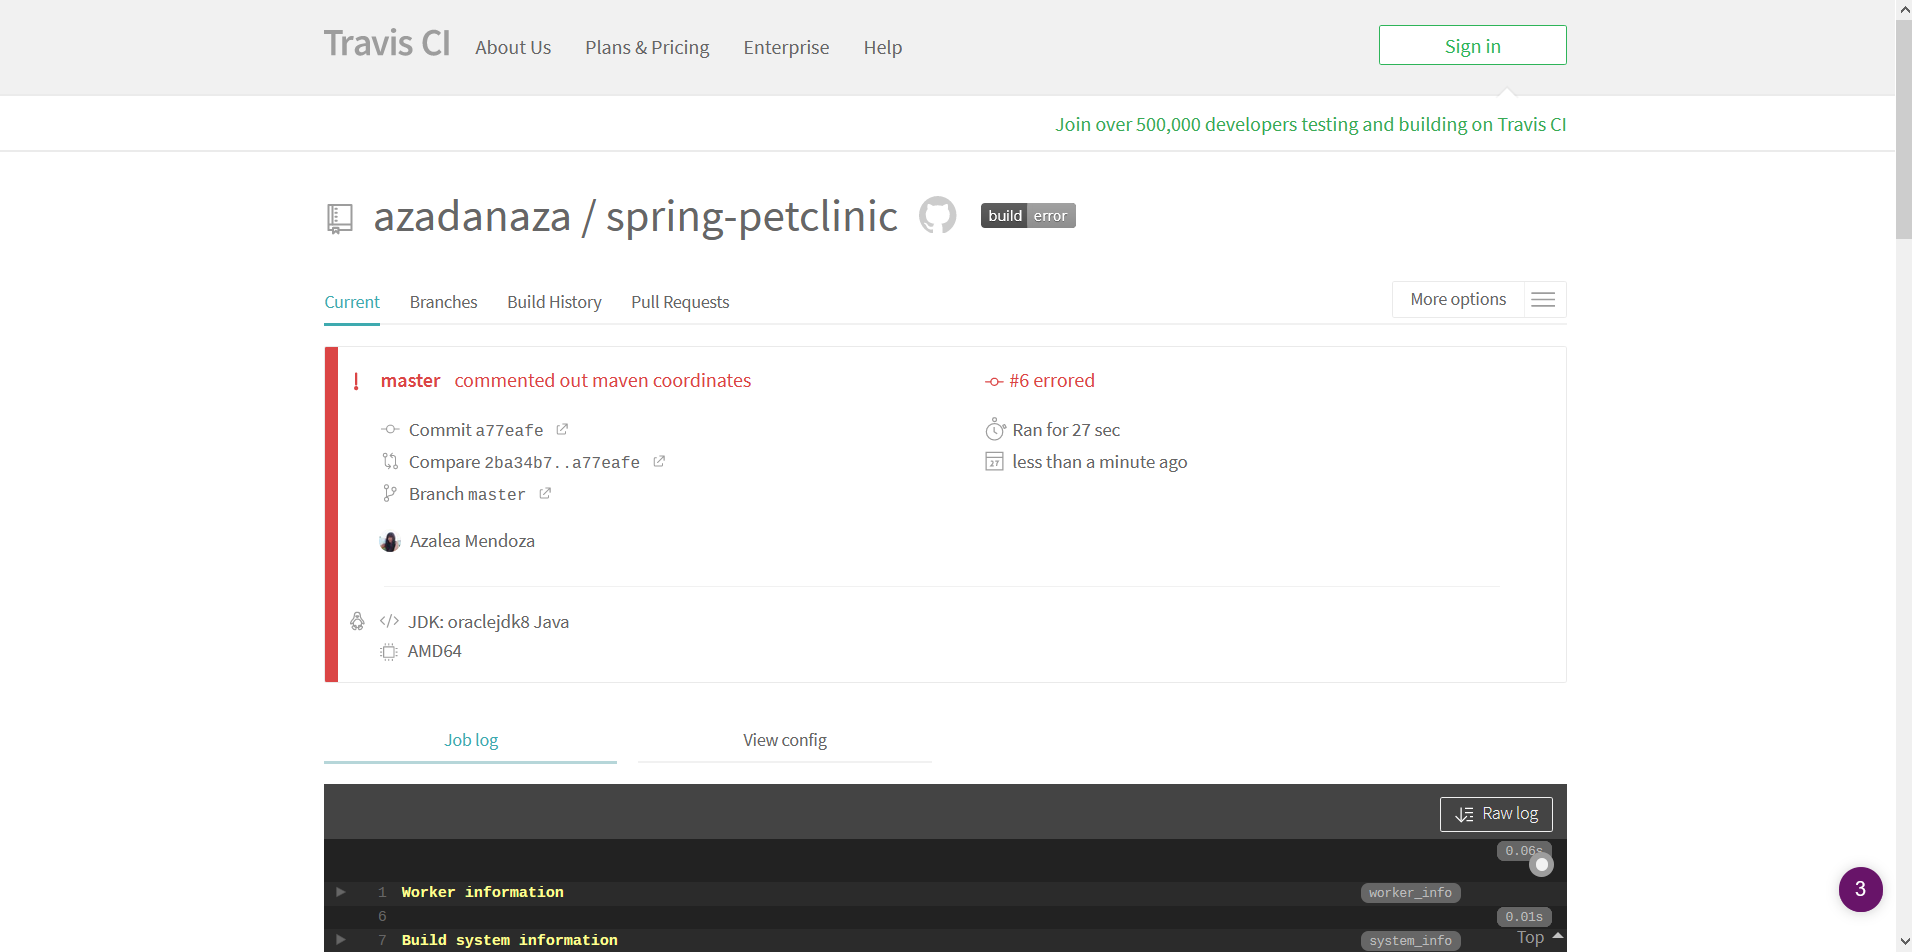 Travis CI About Us Plans & Pricing Enterprise Help Sign in
Join over 500,000 developers testing and building on Travis CI
azadanaza / spring-petclinic build error
Current Branches Build History Pull Requests More options
! master commented out maven coordinates #6 errored
Commit a77eafe Ran for 27 sec
Compare 2ba34b7..a77eafe 27 less than a minute ago
Branch master
Azalea Mendoza
</> JDK: oraclejdk8 Java
AMD64
Job log View config
Raw log
0.06s
1 Worker information worker_info
3
6 0.01s
Top
7 Build system information system_info